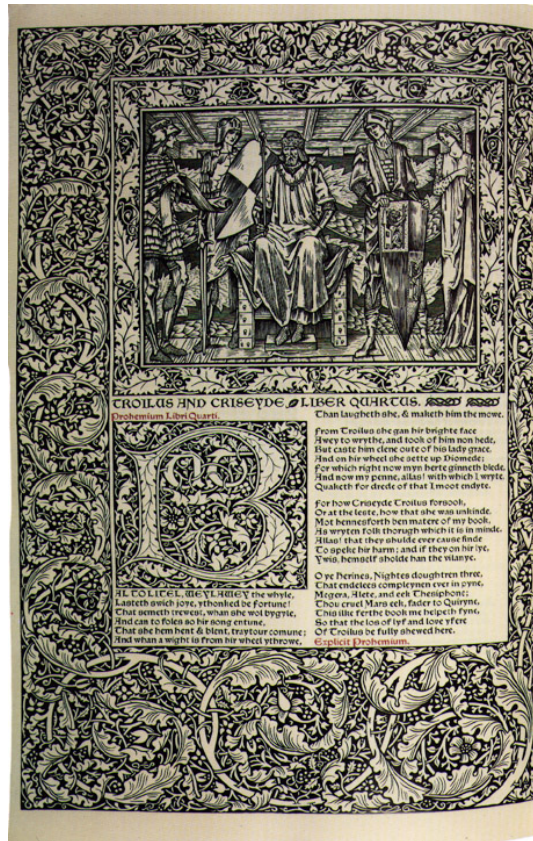 TROILUS AND CRISEYDE LIBER QUARTUS.
Prohemium Libri Quarti.
B
AL TO LITEL, WEYLAWEY the whyle,
Lasteth swich joye, ythonked be Fortune!
That semeth trewest, whan she wol bygyle,
And can to foles so hir song entune,
That she hem hent & blent, traytour comune;
And whan a wight is from hir wheel ythrowe,
Than laugheth she, & maketh him the mowe.
From Troilus she gan hir brighte face
Awey to wrythe, and took of him non hede,
But caste him clene oute of his lady grace,
And on hir wheel she sette up Diomede;
For which right now myn herte ginneth blede,
And now my penne, allas! with which I wryte,
Quaketh for drede of that I moot endyte.
For how Criseyde Troilus forsook,
Or at the leste, how that she was unkinde,
Mot hennesforth ben matere of my book,
As wryten folk thorugh which it is in minde.
Allas! that they shulde ever cause finde
To speke hir harm; and if they on hir lye,
Ywis, hemself sholde han the vilanye.
O ye Herines, Nightes doughtren three,
That endelees compleynen ever in pyne,
Megera, Alete, and eek Thesiphone;
Thou cruel Mars eek, fader to Quiryne,
This ilke ferthe book me helpeth fyne,
So that the los of lyf and love yfere
Of Troilus be fully shewed here.
Explicit Prohemium.